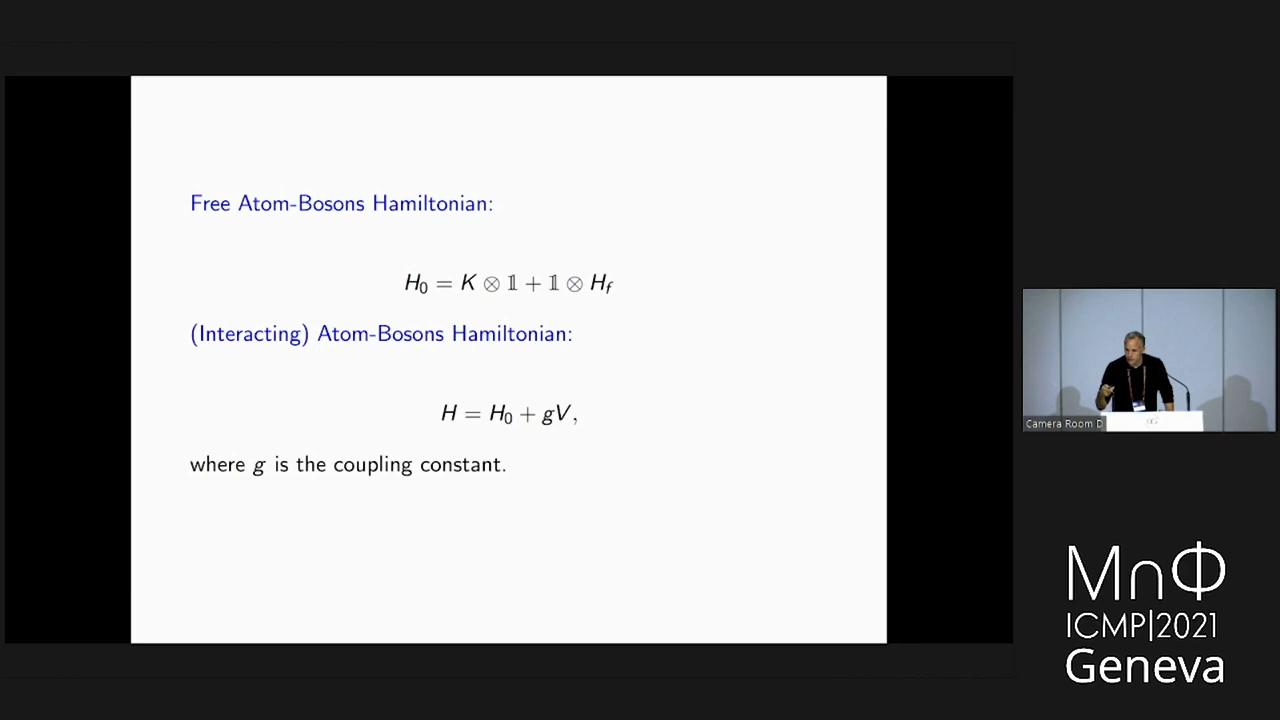 Free Atom-Bosons Hamiltonian:
H₀ = K ⊗ 𝟙 + 𝟙 ⊗ H_f
(Interacting) Atom-Bosons Hamiltonian:
H = H₀ + gV,
where g is the coupling constant.
Camera Room D
M∩Φ
ICMP|2021
Geneva